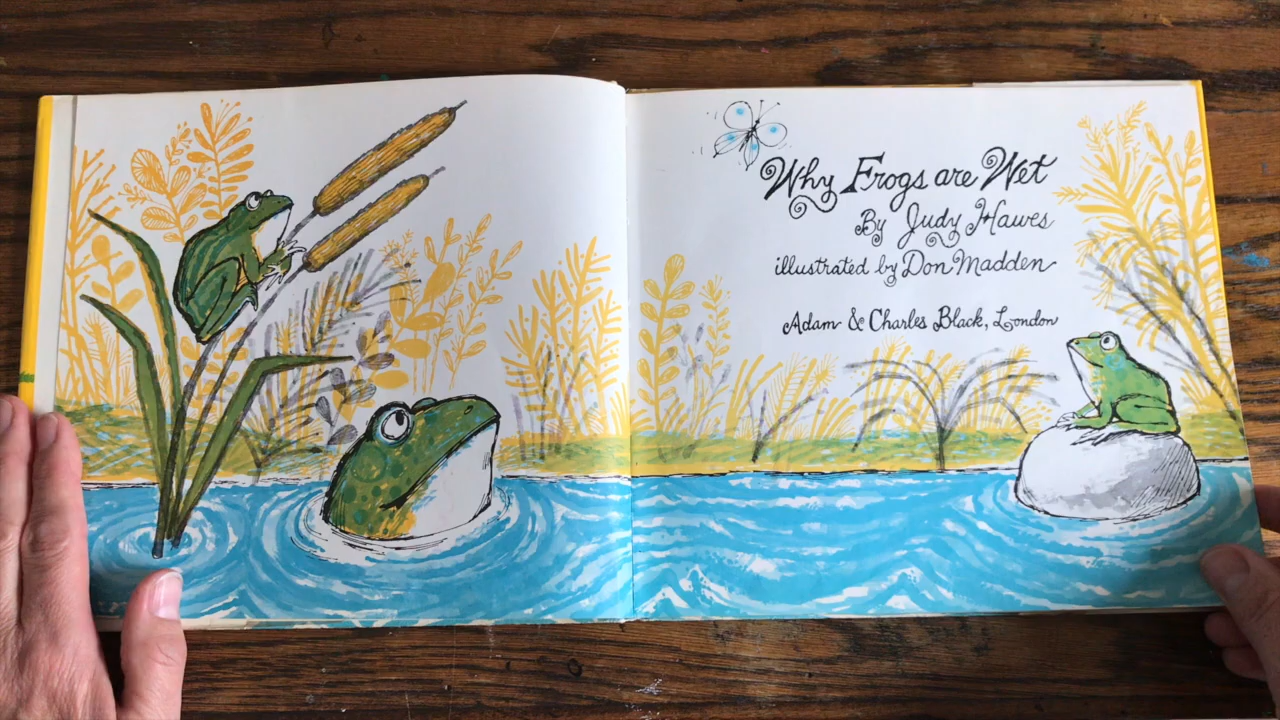 Why Frogs are Wet
By Judy Hawes
illustrated by Don Madden
Adam & Charles Black, London